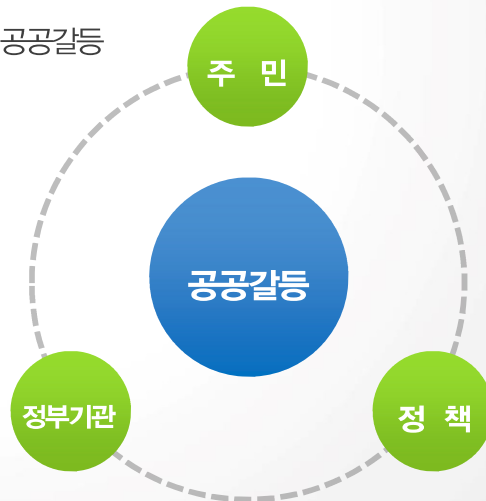 공공갈등
주 민
공공갈등
정부기관
정 책